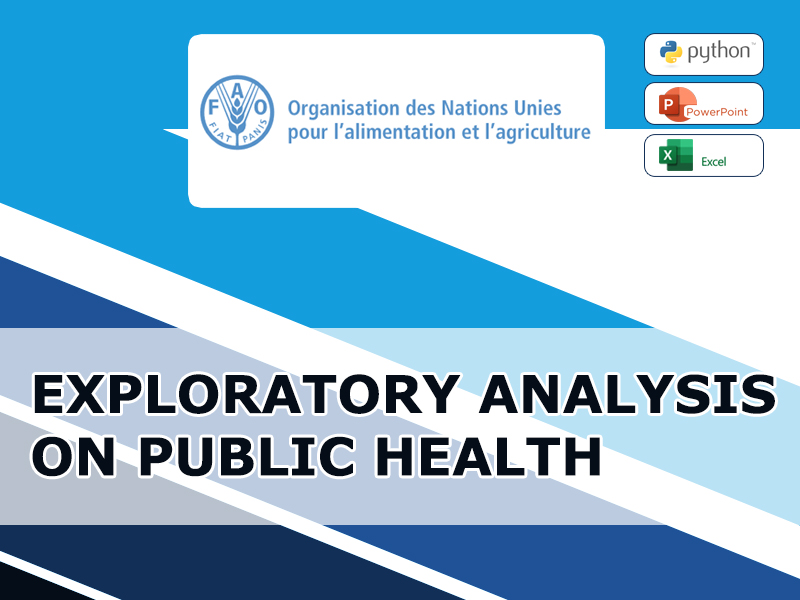 F A O
FIAT PANIS
Organisation des Nations Unies
pour l'alimentation et l'agriculture
python™
P
PowerPoint
X
Excel
EXPLORATORY ANALYSIS
ON PUBLIC HEALTH